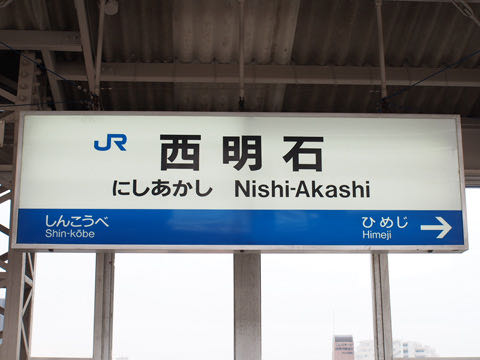 JR 西明石
にしあかし Nishi-Akashi
しんこうべ ひめじ
Shin-kōbe Himeji